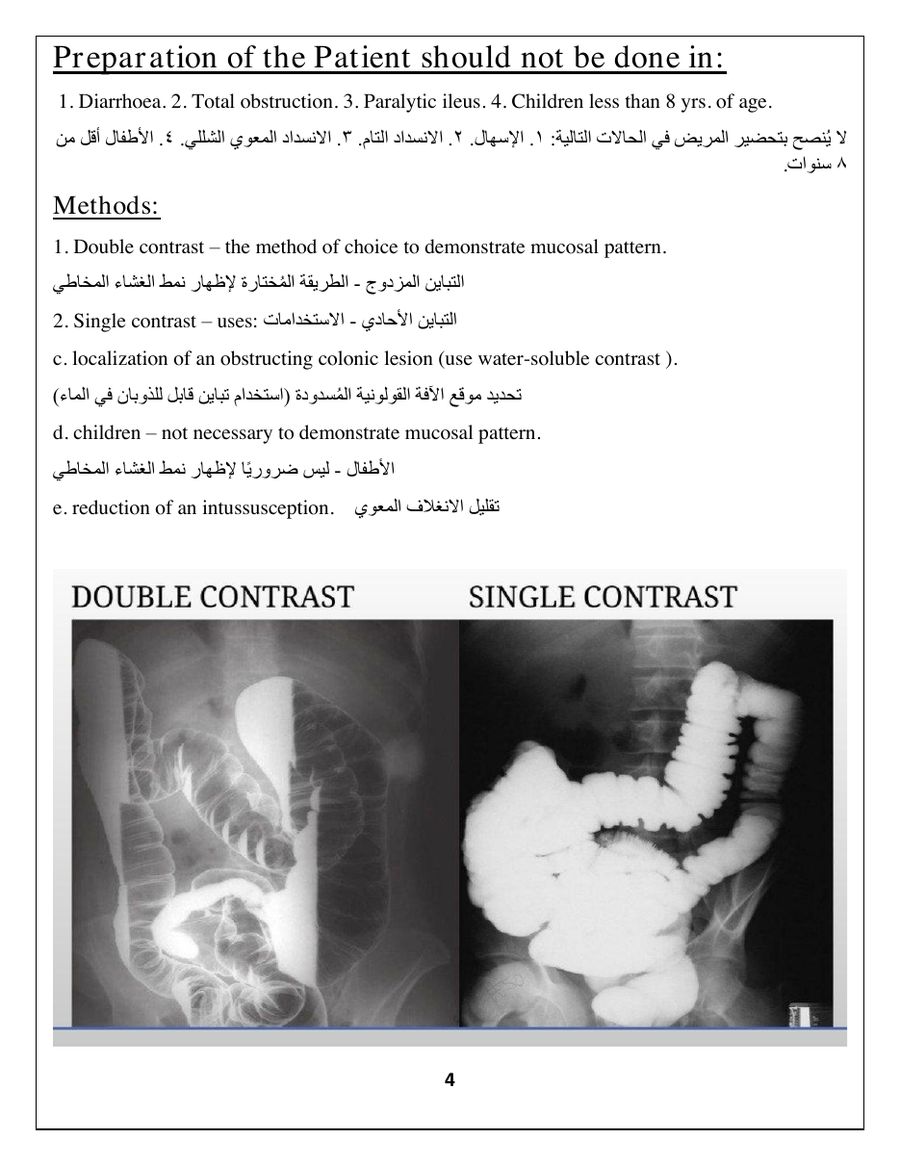 Preparation of the Patient should not be done in:
1. Diarrhoea. 2. Total obstruction. 3. Paralytic ileus. 4. Children less than 8 yrs. of age.
لا يُنصح بتحضير المريض في الحالات التالية: ١. الإسهال. ٢. الانسداد التام. ٣. الانسداد المعوي الشللي. ٤. الأطفال أقل من
٨ سنوات.
Methods:
1. Double contrast – the method of choice to demonstrate mucosal pattern.
التباين المزدوج - الطريقة المُختارة لإظهار نمط الغشاء المخاطي
2. Single contrast – uses: التباين الأحادي - الاستخدامات
c. localization of an obstructing colonic lesion (use water-soluble contrast ).
تحديد موقع الآفة القولونية المُسدودة (استخدام تباين قابل للذوبان في الماء)
d. children – not necessary to demonstrate mucosal pattern.
الأطفال - ليس ضروريًا لإظهار نمط الغشاء المخاطي
e. reduction of an intussusception. تقليل الانغلاف المعوي
DOUBLE CONTRAST
SINGLE CONTRAST
4